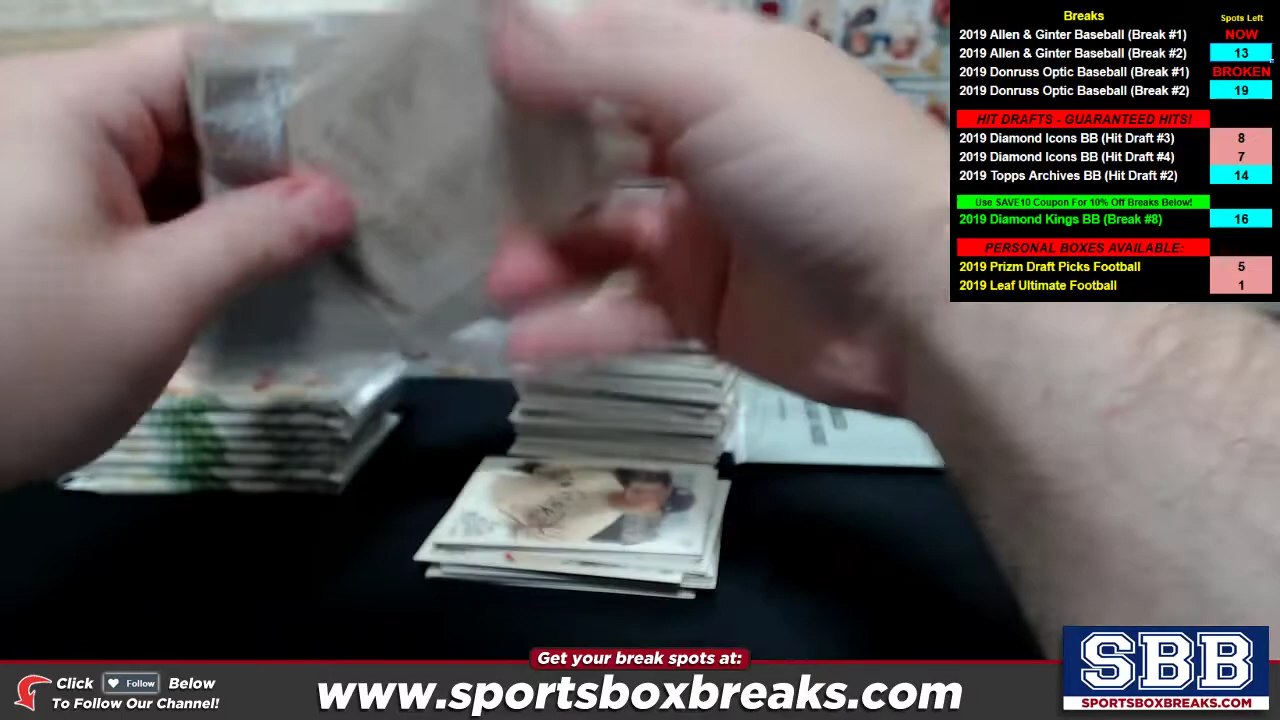 Breaks
Spots Left
2019 Allen & Ginter Baseball (Break #1) NOW
2019 Allen & Ginter Baseball (Break #2) 13
2019 Donruss Optic Baseball (Break #1) BROKEN
2019 Donruss Optic Baseball (Break #2) 19
HIT DRAFTS - GUARANTEED HITS!
2019 Diamond Icons BB (Hit Draft #3) 8
2019 Diamond Icons BB (Hit Draft #4) 7
2019 Topps Archives BB (Hit Draft #2) 14
Use SAVE10 Coupon For 10% Off Breaks Below!
2019 Diamond Kings BB (Break #8) 16
PERSONAL BOXES AVAILABLE:
2019 Prizm Draft Picks Football 5
2019 Leaf Ultimate Football 1
Get your break spots at:
Click Follow Below
To Follow Our Channel!
www.sportsboxbreaks.com
SBB
SPORTSBOXBREAKS.COM